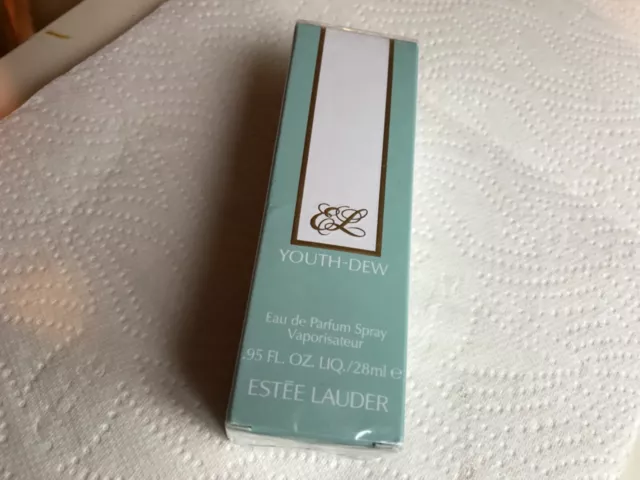 EL
YOUTH-DEW
Eau de Parfum Spray
Vaporisateur
.95 FL. OZ. LIQ./28ml ℮
ESTĒE LAUDER